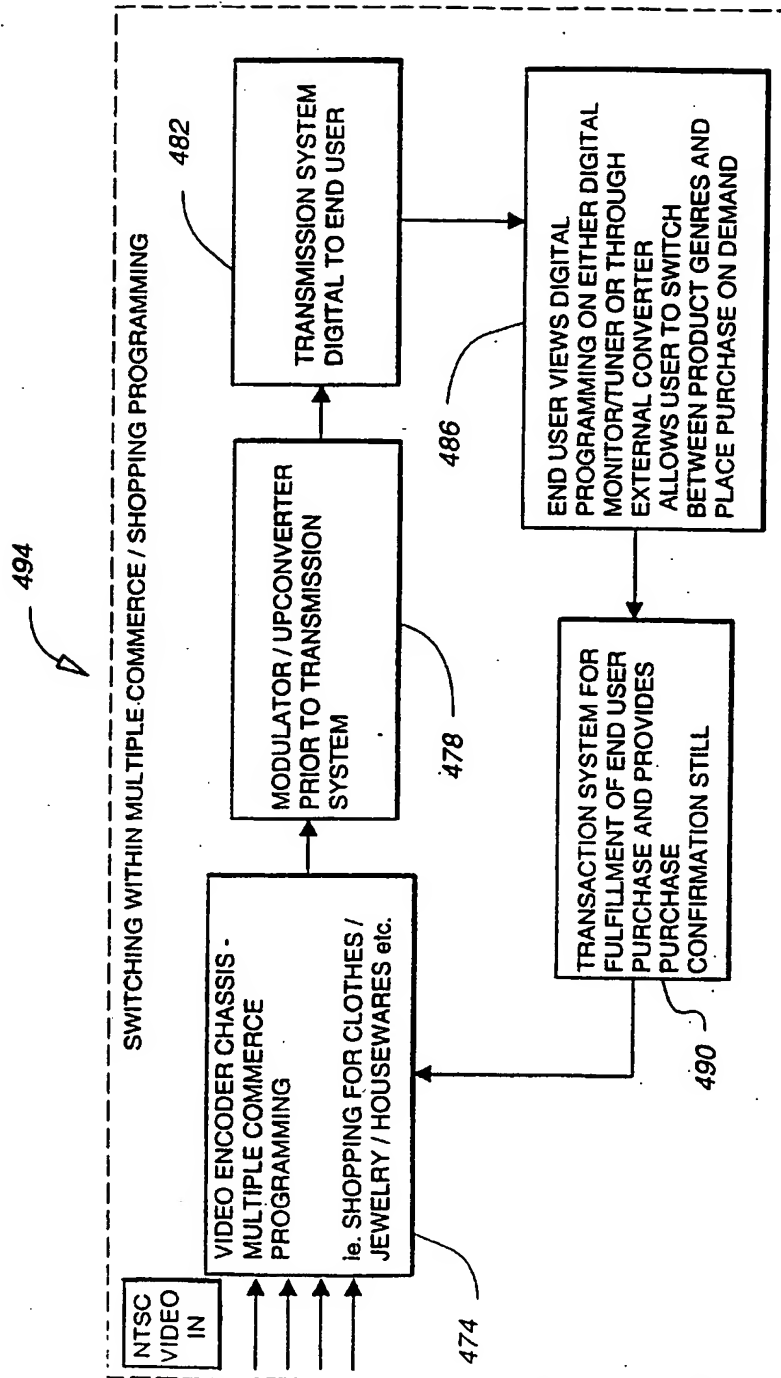 494
SWITCHING WITHIN MULTIPLE COMMERCE / SHOPPING PROGRAMMING
NTSC
VIDEO
IN
VIDEO ENCODER CHASSIS -
MULTIPLE COMMERCE
PROGRAMMING
ie. SHOPPING FOR CLOTHES /
JEWELRY / HOUSEWARES etc.
474
MODULATOR / UPCONVERTER
PRIOR TO TRANSMISSION
SYSTEM
478
TRANSMISSION SYSTEM
DIGITAL TO END USER
482
END USER VIEWS DIGITAL
PROGRAMMING ON EITHER DIGITAL
MONITOR/TUNER OR THROUGH
EXTERNAL CONVERTER
ALLOWS USER TO SWITCH
BETWEEN PRODUCT GENRES AND
PLACE PURCHASE ON DEMAND
486
TRANSACTION SYSTEM FOR
FULFILLMENT OF END USER
PURCHASE AND PROVIDES
PURCHASE
CONFIRMATION STILL
490